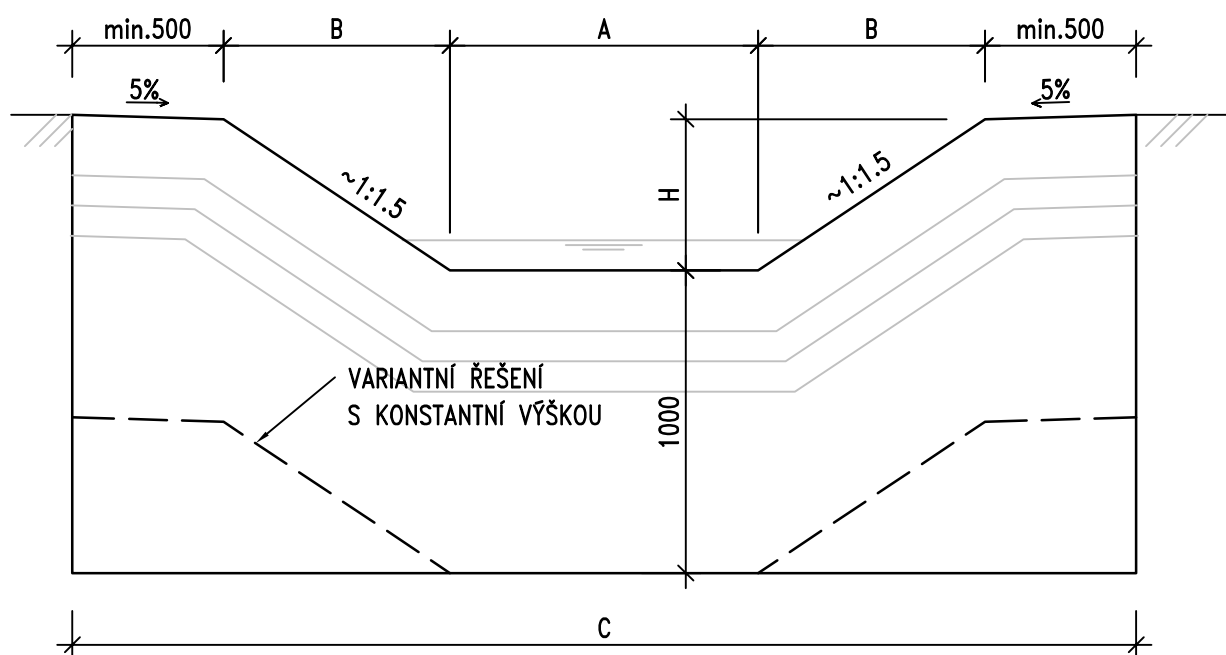 min.500 B A B min.500
5% 5%
~1:1.5 H ~1:1.5
VARIANTNÍ ŘEŠENÍ
S KONSTANTNÍ VÝŠKOU
1000
C